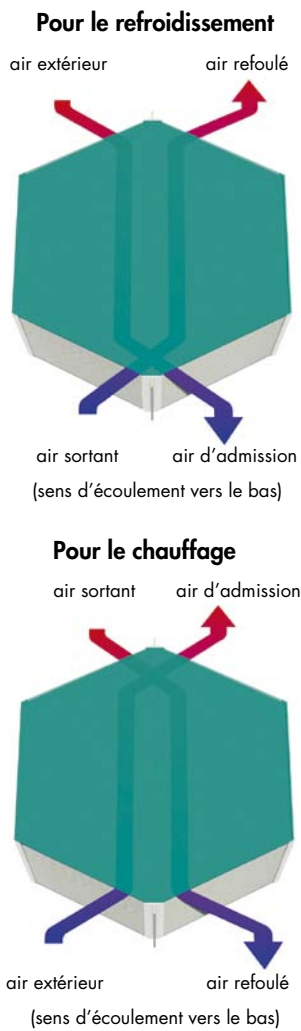 Pour le refroidissement
air extérieur air refoulé
air sortant air d'admission
(sens d'écoulement vers le bas)
Pour le chauffage
air sortant air d'admission
air extérieur air refoulé
(sens d'écoulement vers le bas)